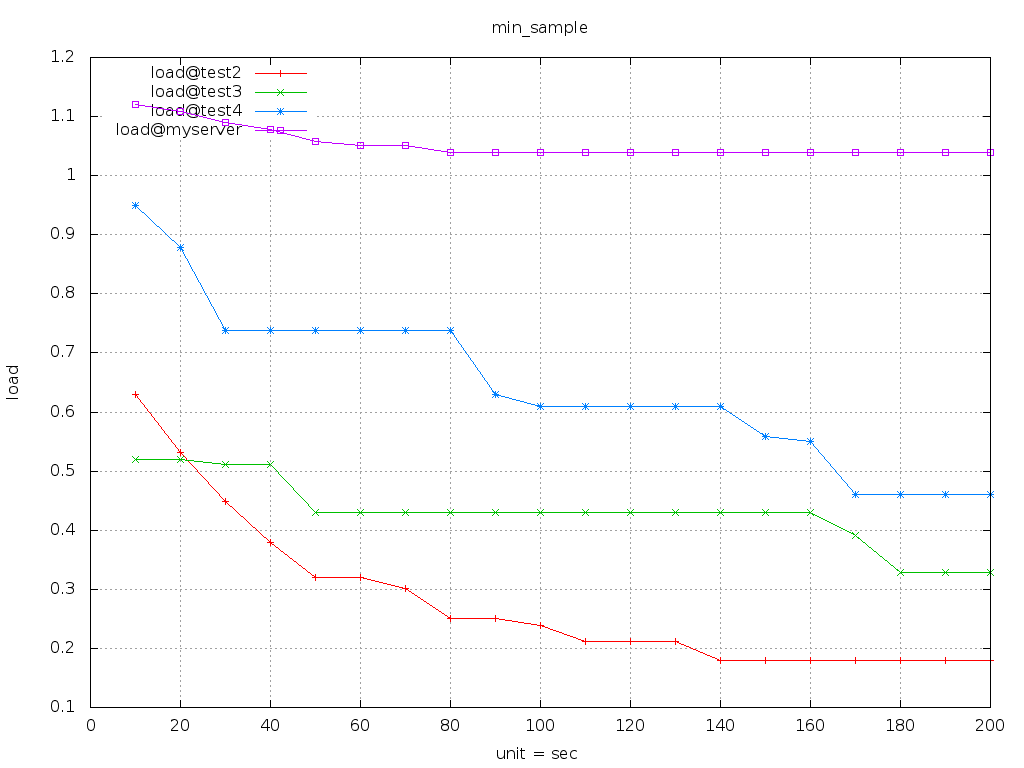 min_sample
load@test2
load@test3
load@test4
load@myserver
1.2
1.1
1
0.9
0.8
0.7
0.6
0.5
0.4
0.3
0.2
0.1
load
0 20 40 60 80 100 120 140 160 180 200
unit = sec